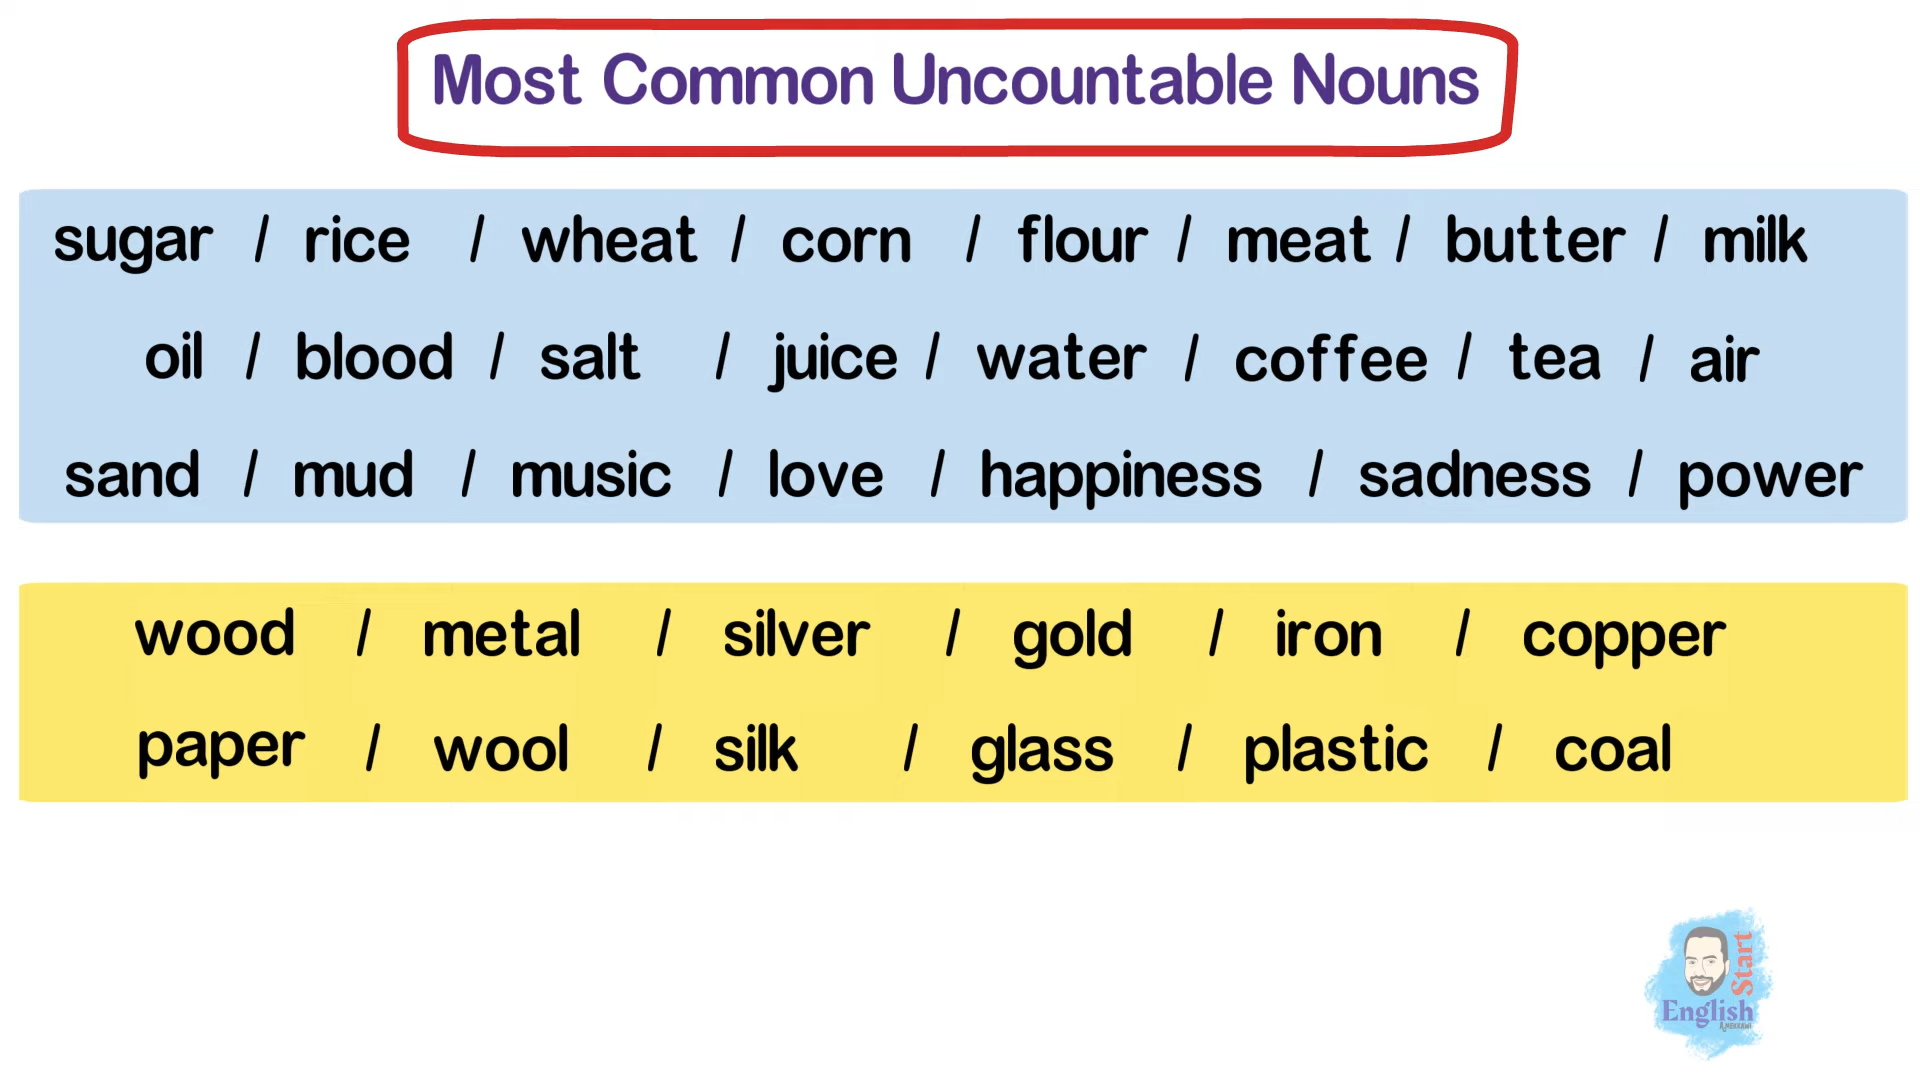 Most Common Uncountable Nouns
sugar / rice / wheat / corn / flour / meat / butter / milk
oil / blood / salt / juice / water / coffee / tea / air
sand / mud / music / love / happiness / sadness / power
wood / metal / silver / gold / iron / copper
paper / wool / silk / glass / plastic / coal
Start
English